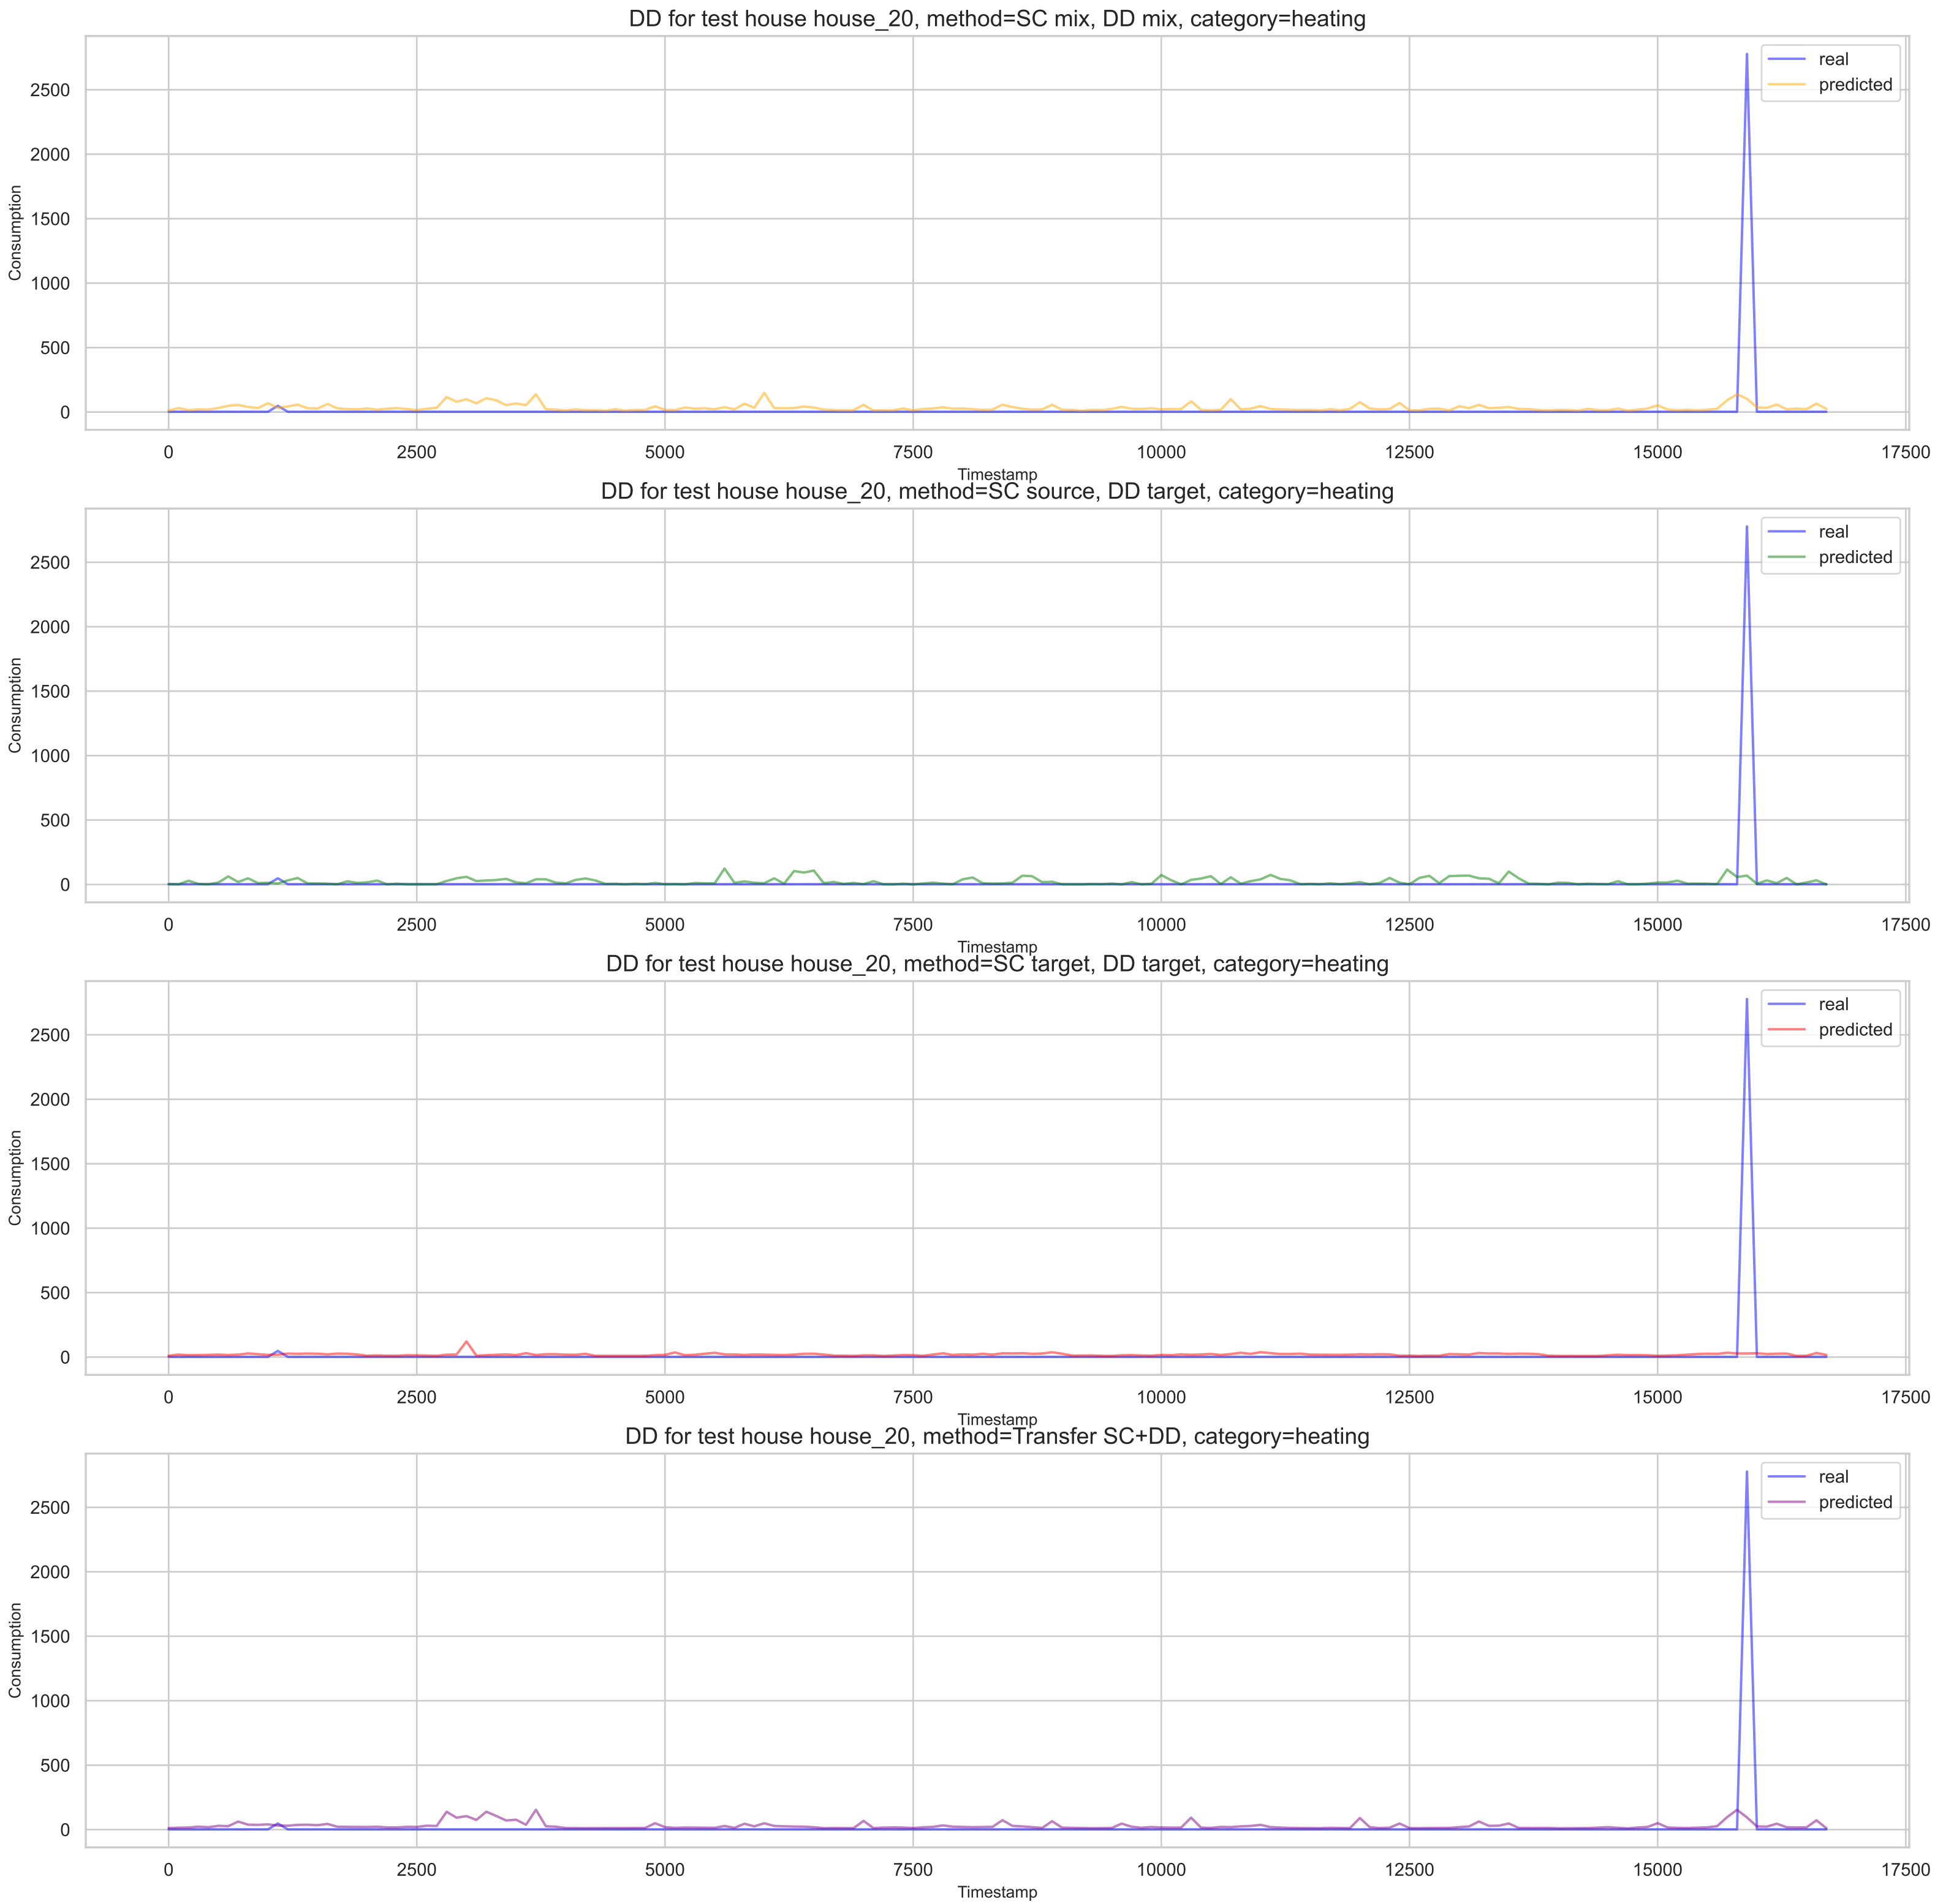 DD for test house house_20, method=SC mix, DD mix, category=heating
real
predicted
2500
2000
1500
1000
500
0
Consumption
0 2500 5000 7500 10000 12500 15000 17500
Timestamp
DD for test house house_20, method=SC source, DD target, category=heating
real
predicted
2500
2000
1500
1000
500
0
Consumption
0 2500 5000 7500 10000 12500 15000 17500
Timestamp
DD for test house house_20, method=SC target, DD target, category=heating
real
predicted
2500
2000
1500
1000
500
0
Consumption
0 2500 5000 7500 10000 12500 15000 17500
Timestamp
DD for test house house_20, method=Transfer SC+DD, category=heating
real
predicted
2500
2000
1500
1000
500
0
Consumption
0 2500 5000 7500 10000 12500 15000 17500
Timestamp